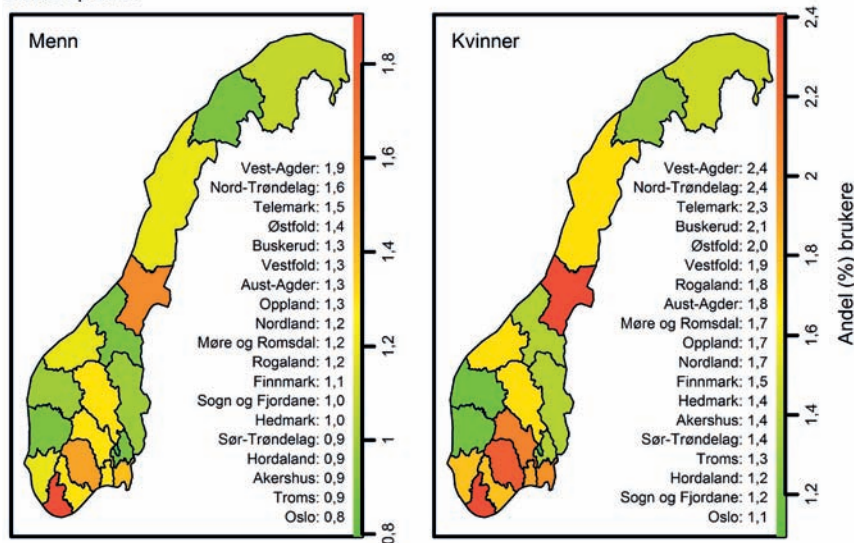 Menn
Vest-Agder: 1,9
Nord-Trøndelag: 1,6
Telemark: 1,5
Østfold: 1,4
Buskerud: 1,3
Vestfold: 1,3
Aust-Agder: 1,3
Oppland: 1,3
Nordland: 1,2
Møre og Romsdal: 1,2
Rogaland: 1,2
Finnmark: 1,1
Sogn og Fjordane: 1,0
Hedmark: 1,0
Sør-Trøndelag: 0,9
Hordaland: 0,9
Akershus: 0,9
Troms: 0,9
Oslo: 0,8
1,8
1,6
1,4
1,2
1
0,8
Kvinner
Vest-Agder: 2,4
Nord-Trøndelag: 2,4
Telemark: 2,3
Buskerud: 2,1
Østfold: 2,0
Vestfold: 1,9
Rogaland: 1,8
Aust-Agder: 1,8
Møre og Romsdal: 1,7
Oppland: 1,7
Nordland: 1,7
Finnmark: 1,5
Hedmark: 1,4
Akershus: 1,4
Sør-Trøndelag: 1,4
Troms: 1,3
Hordaland: 1,2
Sogn og Fjordane: 1,2
Oslo: 1,1
2,4
2,2
2
1,8
1,6
1,4
1,2
Andel (%) brukere